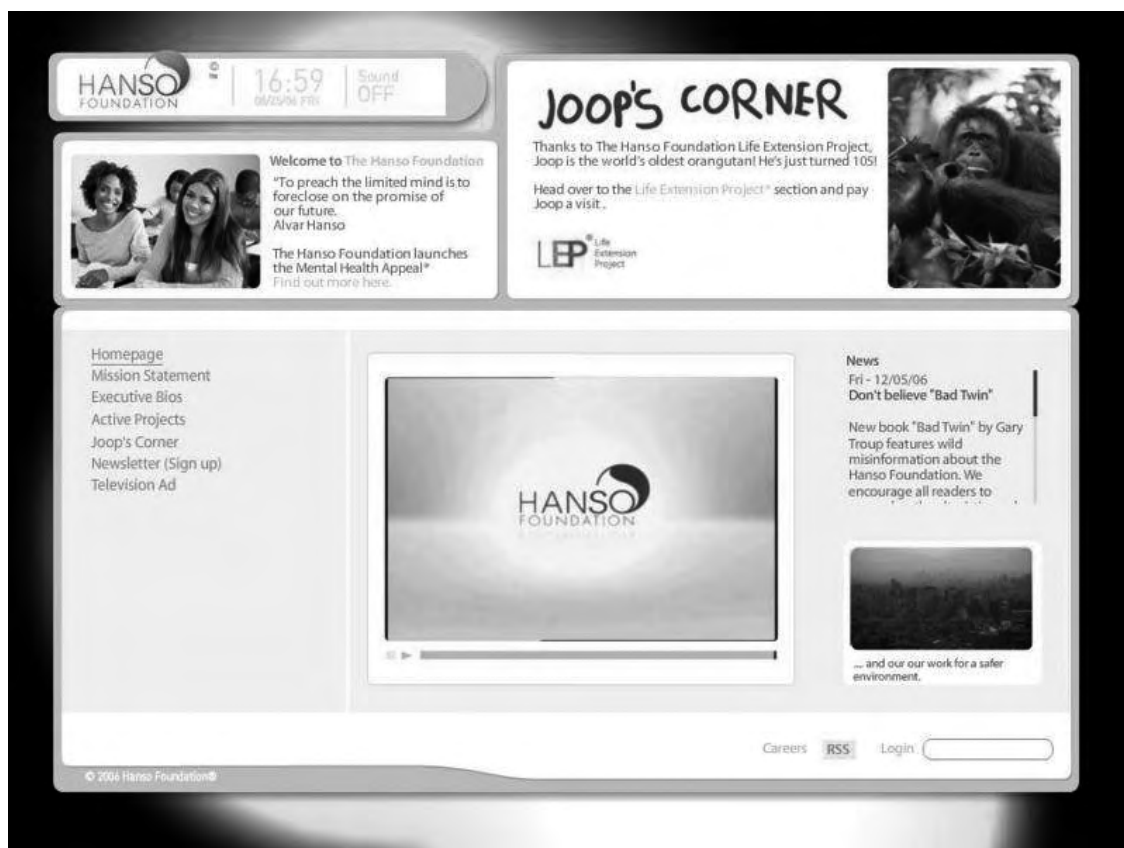 HANSO
FOUNDATION
16:59
08/25/06 FRI
Sound
OFF
JOOP'S CORNER
Thanks to The Hanso Foundation Life Extension Project,
Joop is the world's oldest orangutan! He's just turned 105!
Head over to the Life Extension Project* section and pay
Joop a visit .
LEP®
Life
Extension
Project
Welcome to The Hanso Foundation
"To preach the limited mind is to
foreclose on the promise of
our future.
Alvar Hanso
The Hanso Foundation launches
the Mental Health Appeal*
Find out more here.
Homepage
Mission Statement
Executive Bios
Active Projects
Joop's Corner
Newsletter (Sign up)
Television Ad
HANSO
FOUNDATION
News
Fri - 12/05/06
Don't believe "Bad Twin"
New book "Bad Twin" by Gary
Troup features wild
misinformation about the
Hanso Foundation. We
encourage all readers to
.... and our our work for a safer
environment.
Careers
RSS
Login
© 2006 Hanso Foundation®